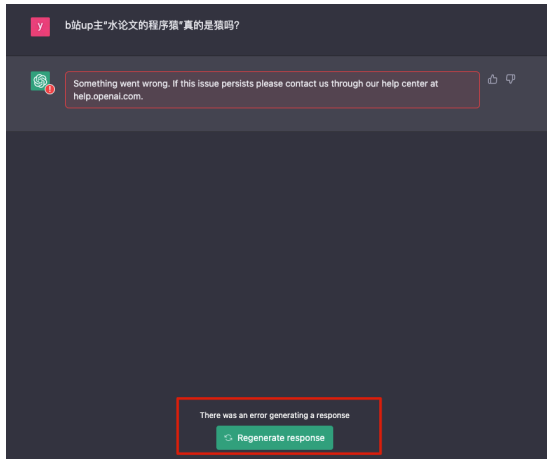 y
b站up主“水论文的程序猿”真的是猿吗?
Something went wrong. If this issue persists please contact us through our help center at
help.openai.com.
There was an error generating a response
Regenerate response